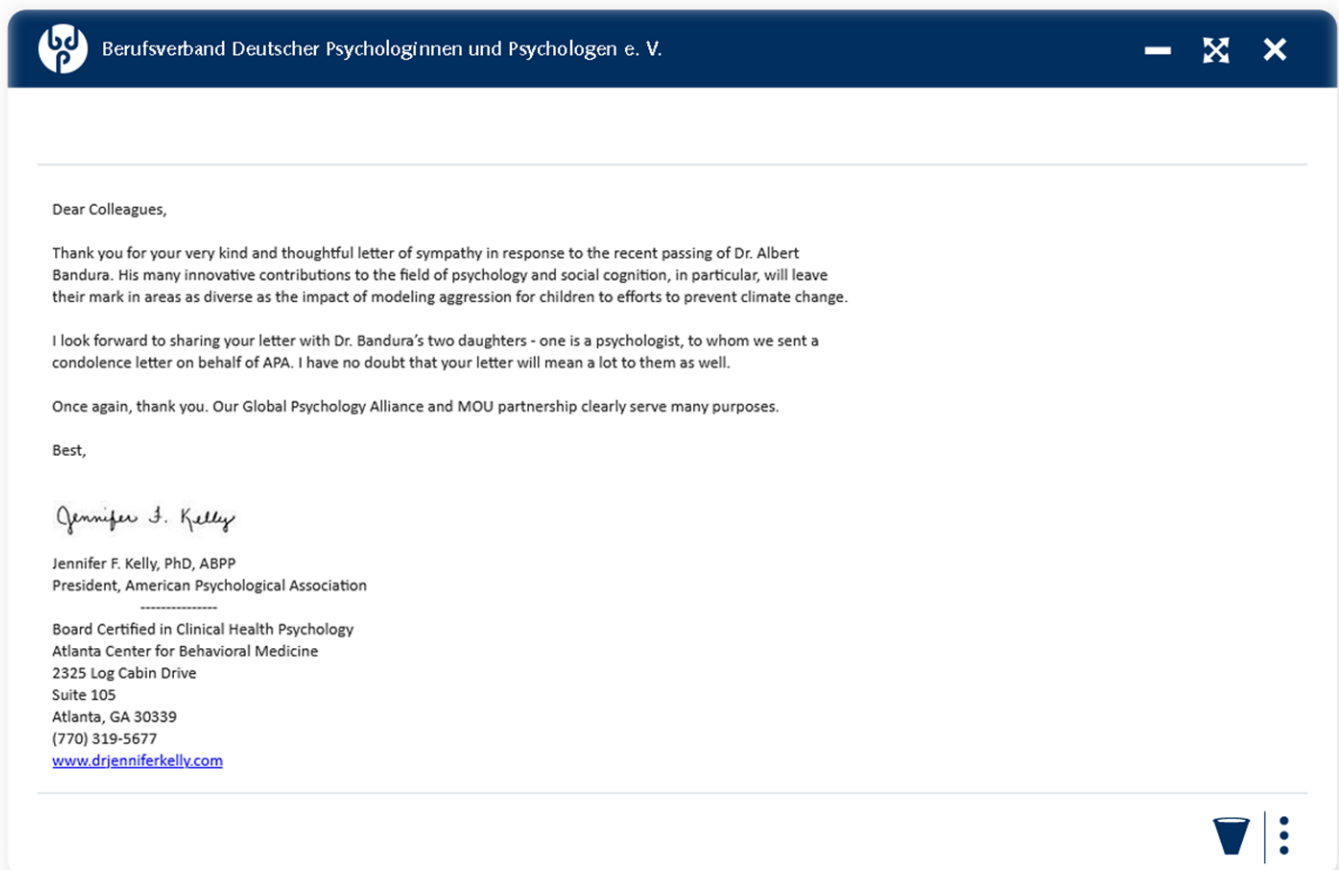 bdp
Berufsverband Deutscher Psychologinnen und Psychologen e. V.
Dear Colleagues,
Thank you for your very kind and thoughtful letter of sympathy in response to the recent passing of Dr. Albert
Bandura. His many innovative contributions to the field of psychology and social cognition, in particular, will leave
their mark in areas as diverse as the impact of modeling aggression for children to efforts to prevent climate change.
I look forward to sharing your letter with Dr. Bandura’s two daughters - one is a psychologist, to whom we sent a
condolence letter on behalf of APA. I have no doubt that your letter will mean a lot to them as well.
Once again, thank you. Our Global Psychology Alliance and MOU partnership clearly serve many purposes.
Best,
Jennifer F. Kelly
Jennifer F. Kelly, PhD, ABPP
President, American Psychological Association
---------------
Board Certified in Clinical Health Psychology
Atlanta Center for Behavioral Medicine
2325 Log Cabin Drive
Suite 105
Atlanta, GA 30339
(770) 319-5677
www.drjenniferkelly.com